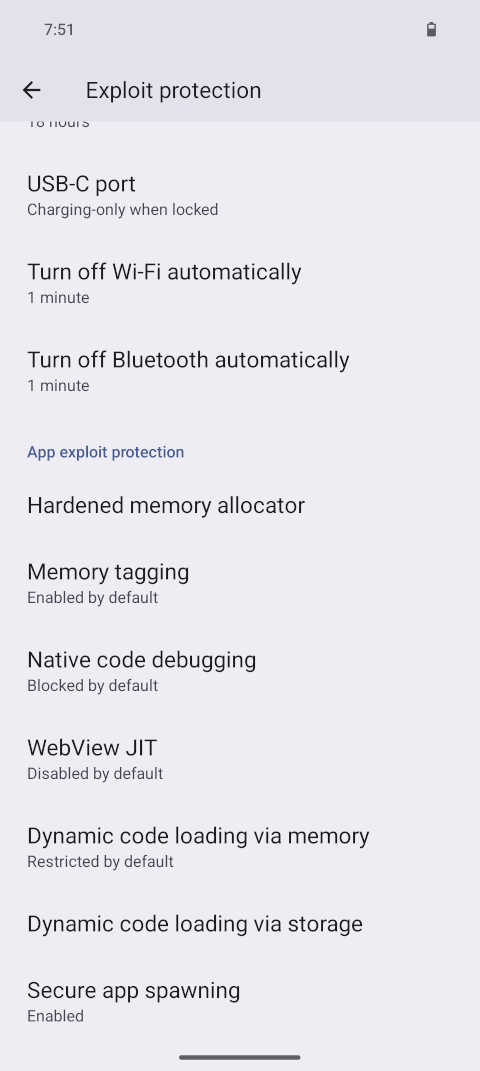 7:51
Exploit protection
18 hours
USB-C port
Charging-only when locked
Turn off Wi-Fi automatically
1 minute
Turn off Bluetooth automatically
1 minute
App exploit protection
Hardened memory allocator
Memory tagging
Enabled by default
Native code debugging
Blocked by default
WebView JIT
Disabled by default
Dynamic code loading via memory
Restricted by default
Dynamic code loading via storage
Secure app spawning
Enabled